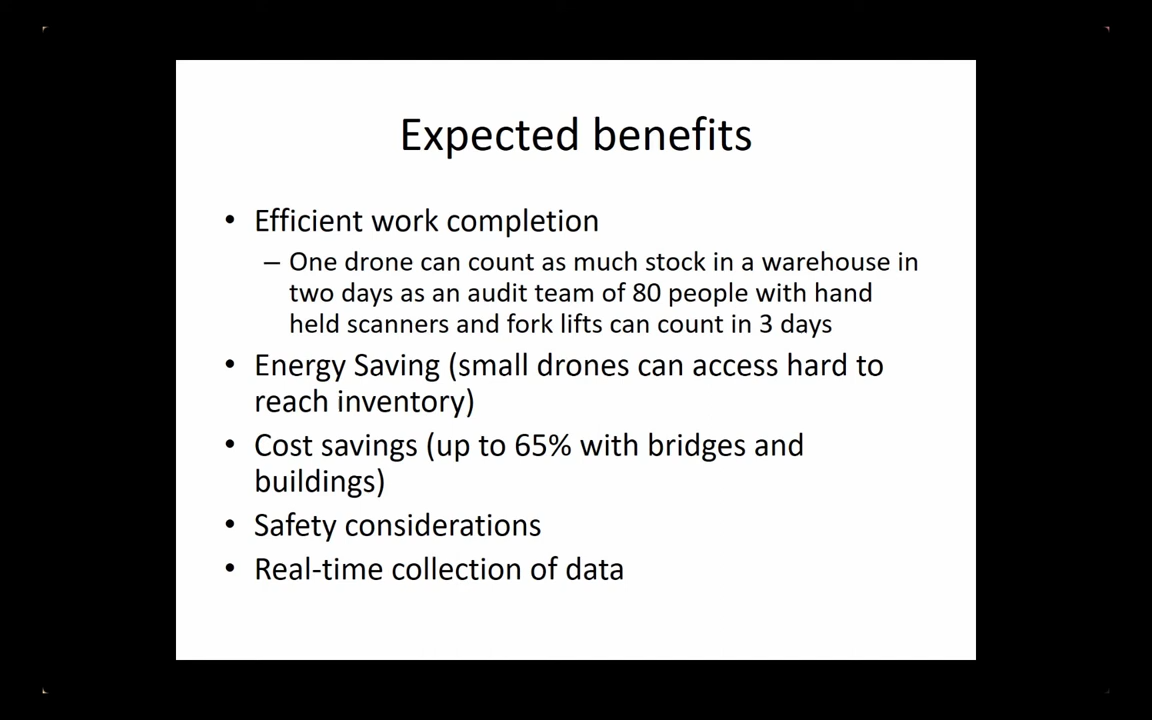 Expected benefits
• Efficient work completion
– One drone can count as much stock in a warehouse in
two days as an audit team of 80 people with hand
held scanners and fork lifts can count in 3 days
• Energy Saving (small drones can access hard to
reach inventory)
• Cost savings (up to 65% with bridges and
buildings)
• Safety considerations
• Real-time collection of data